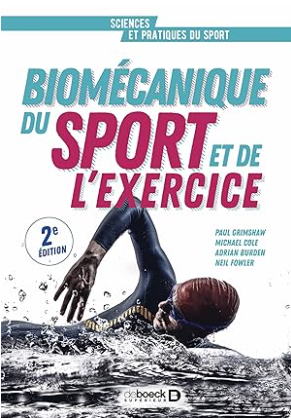 SCIENCES
ET PRATIQUES DU SPORT
BIOMÉCANIQUE
DU SPORT ET DE
L'EXERCICE
2e
ÉDITION
PAUL GRIMSHAW
MICHAEL COLE
ADRIAN BURDEN
NEIL FOWLER
deboeck
SUPÉRIEUR